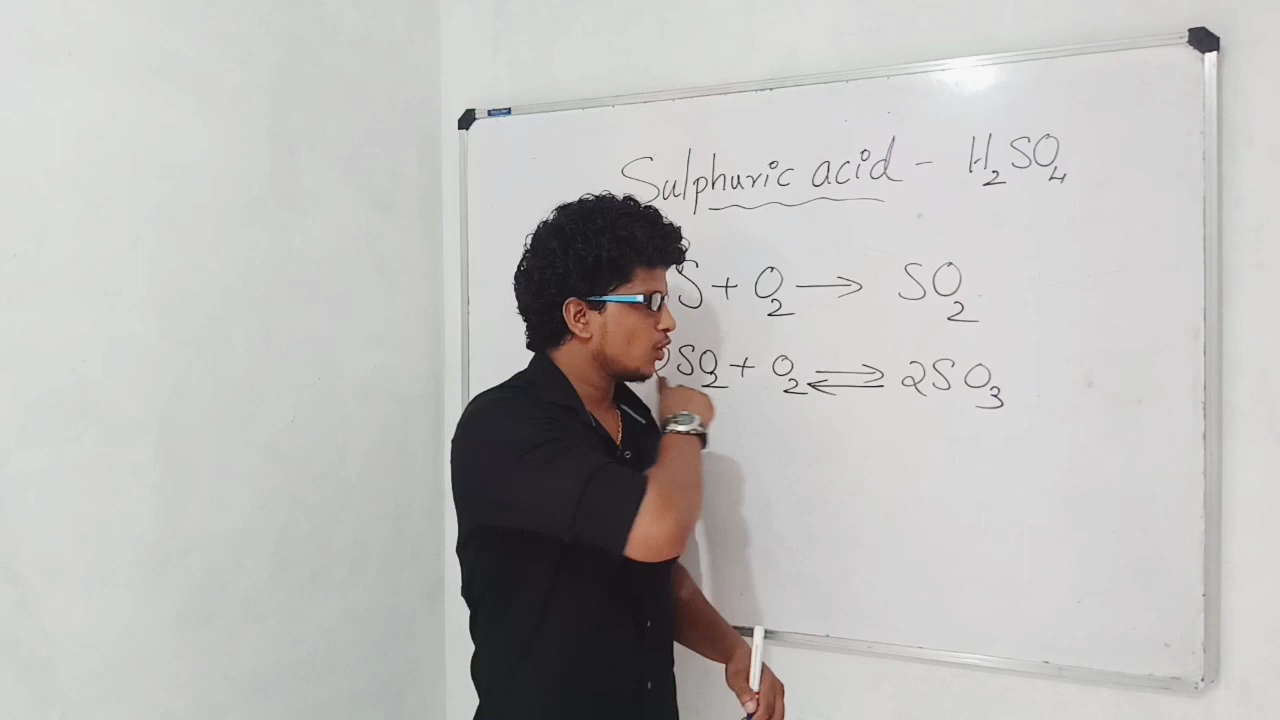 Sulphuric acid - H₂SO₄
S + O₂ ⟶ SO₂
2SO₂ + O₂ ⇌ 2SO₃